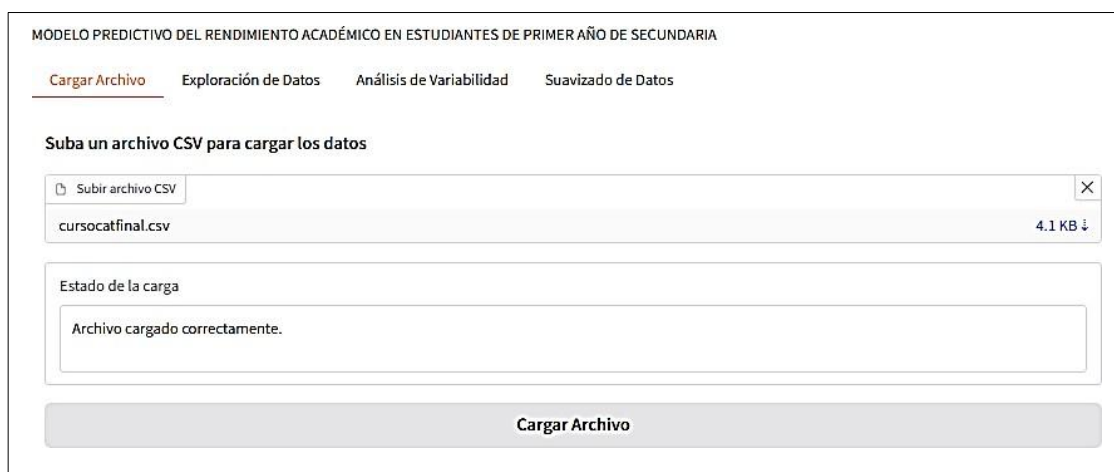 MODELO PREDICTIVO DEL RENDIMIENTO ACADÉMICO EN ESTUDIANTES DE PRIMER AÑO DE SECUNDARIA
Cargar Archivo Exploración de Datos Análisis de Variabilidad Suavizado de Datos
Suba un archivo CSV para cargar los datos
Subir archivo CSV
cursocatfinal.csv 4.1 KB ↓
Estado de la carga
Archivo cargado correctamente.
Cargar Archivo